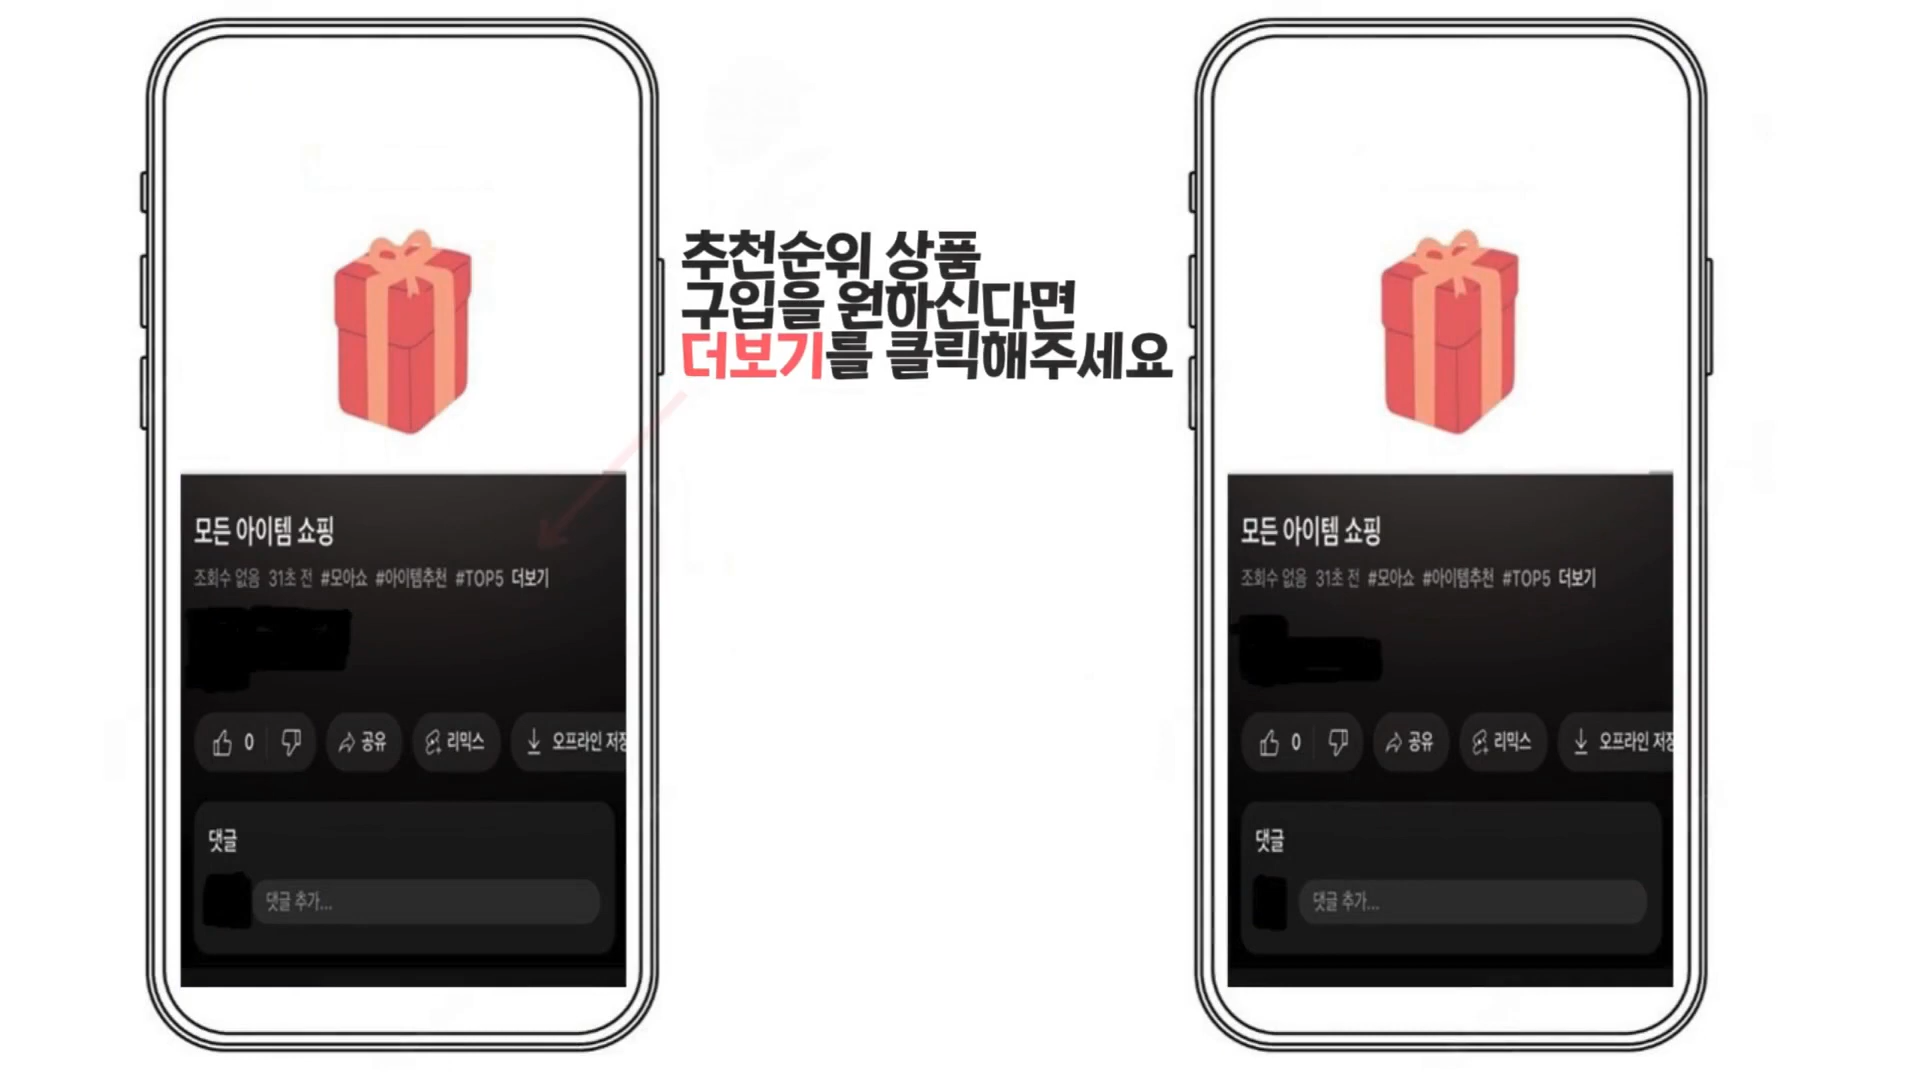 추천순위 상품
구입을 원하신다면
더보기를 클릭해주세요
모든 아이템 쇼핑
조회수 없음 31초 전 #모아쇼 #아이템추천 #TOP5 더보기
0 공유 리믹스 오프라인 저장
댓글
댓글 추가...
모든 아이템 쇼핑
조회수 없음 31초 전 #모아쇼 #아이템추천 #TOP5 더보기
0 공유 리믹스 오프라인 저장
댓글
댓글 추가...